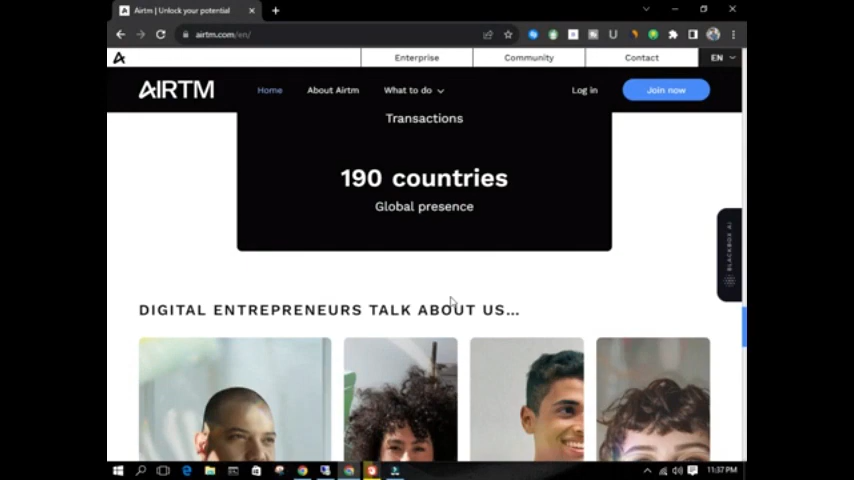 Airtm | Unlock your potential
airtm.com/en/
Enterprise
Community
Contact
EN
AIRTM
Home
About Airtm
What to do
Log in
Join now
Transactions
190 countries
Global presence
BLACKBOX AI
DIGITAL ENTREPRENEURS TALK ABOUT US...
11:37 PM